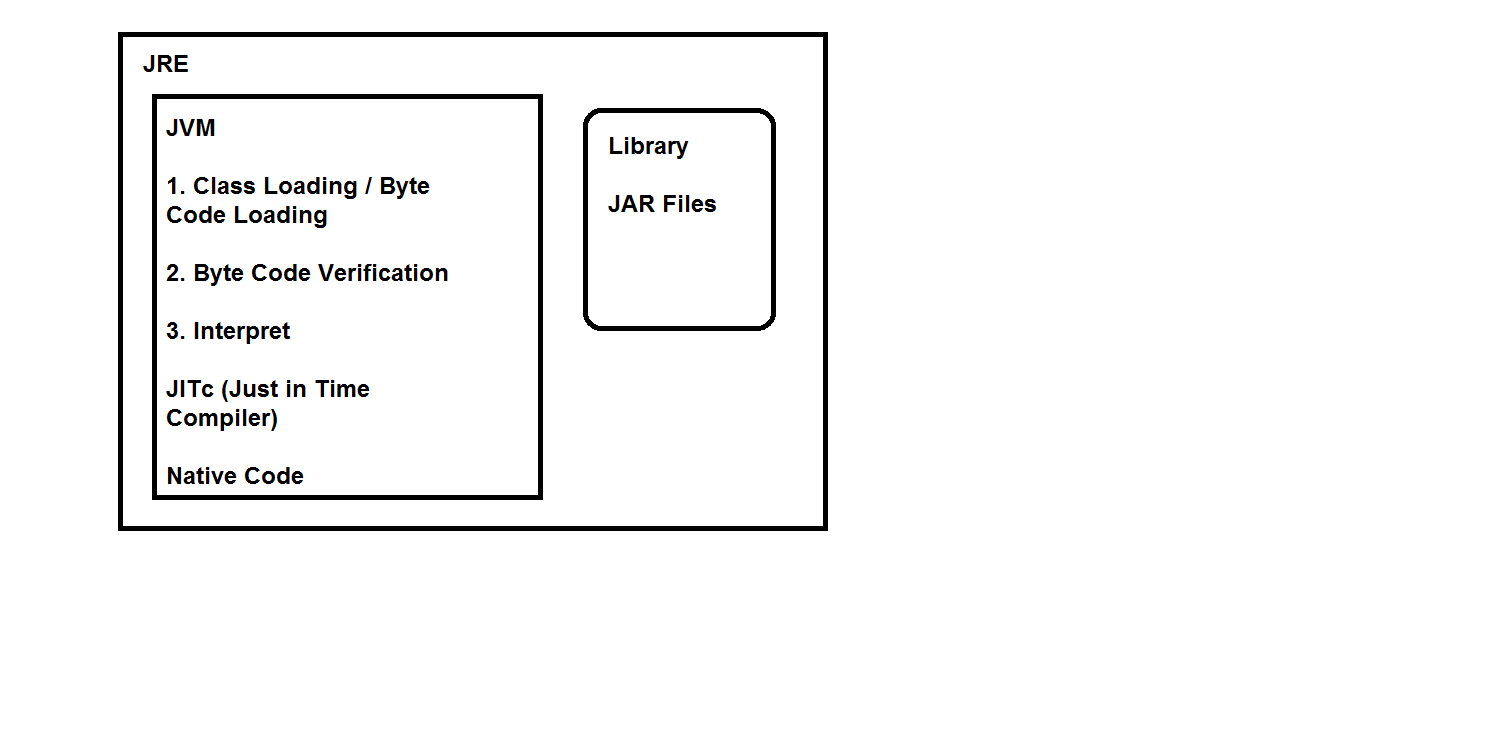 JRE
JVM
1. Class Loading / Byte
Code Loading
2. Byte Code Verification
3. Interpret
JITc (Just in Time
Compiler)
Native Code
Library
JAR Files